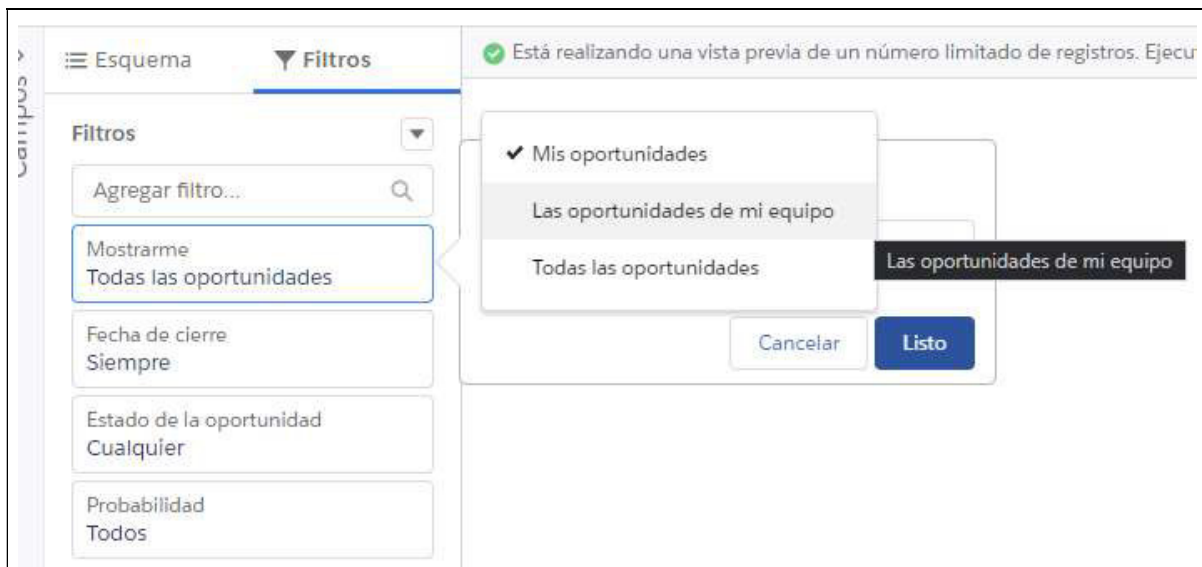 Campos
Esquema
Filtros
Está realizando una vista previa de un número limitado de registros. Ejecu
Filtros
Agregar filtro...
Mostrarme
Todas las oportunidades
Fecha de cierre
Siempre
Estado de la oportunidad
Cualquier
Probabilidad
Todos
Mis oportunidades
Las oportunidades de mi equipo
Todas las oportunidades
Las oportunidades de mi equipo
Cancelar
Listo